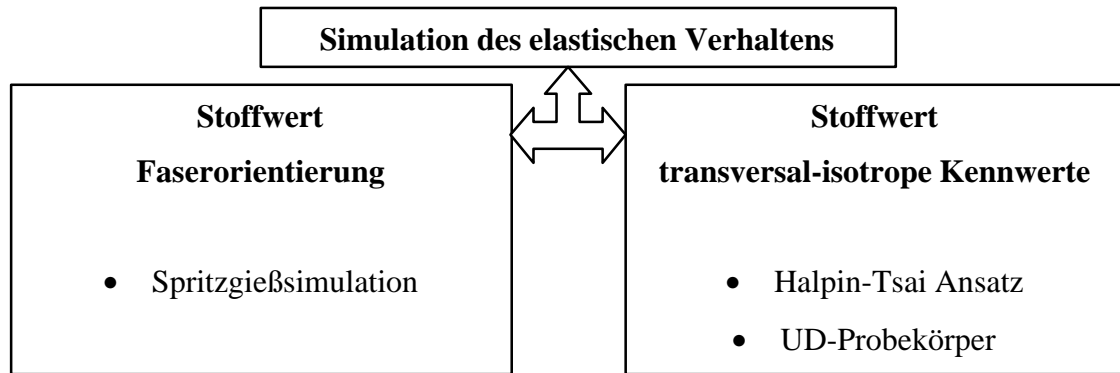 Simulation des elastischen Verhaltens
Stoffwert
Faserorientierung
• Spritzgießsimulation
Stoffwert
transversal-isotrope Kennwerte
• Halpin-Tsai Ansatz
• UD-Probekörper